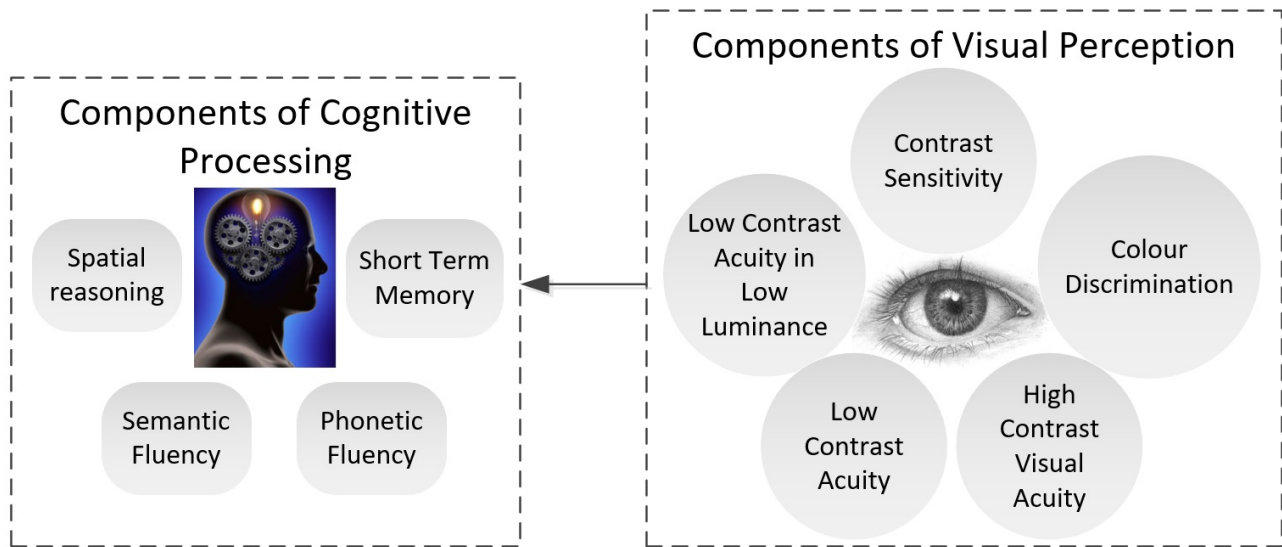 Components of Cognitive
Processing
Spatial
reasoning
Short Term
Memory
Semantic
Fluency
Phonetic
Fluency
Components of Visual Perception
Contrast
Sensitivity
Low Contrast
Acuity in
Low
Luminance
Colour
Discrimination
Low
Contrast
Acuity
High
Contrast
Visual
Acuity